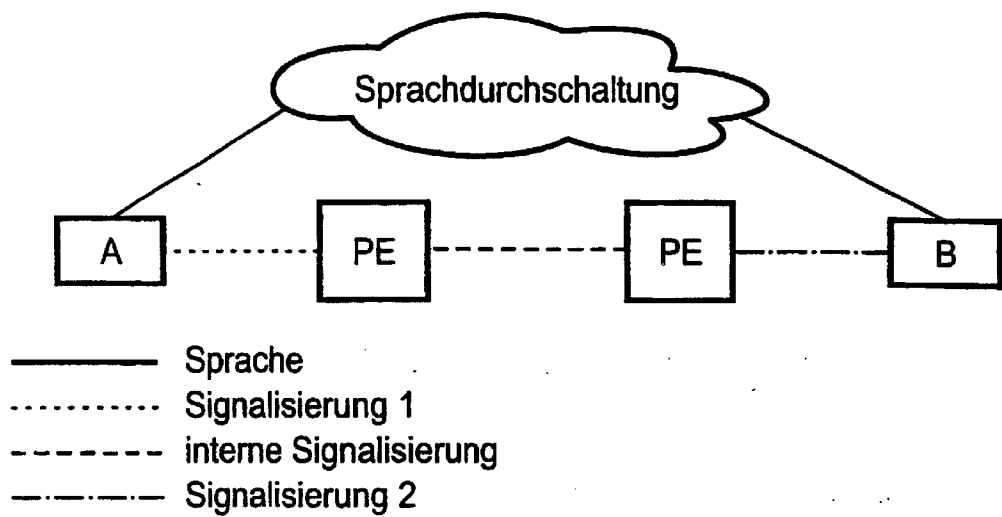 Sprachdurchschaltung
A PE PE B
Sprache
Signalisierung 1
interne Signalisierung
Signalisierung 2